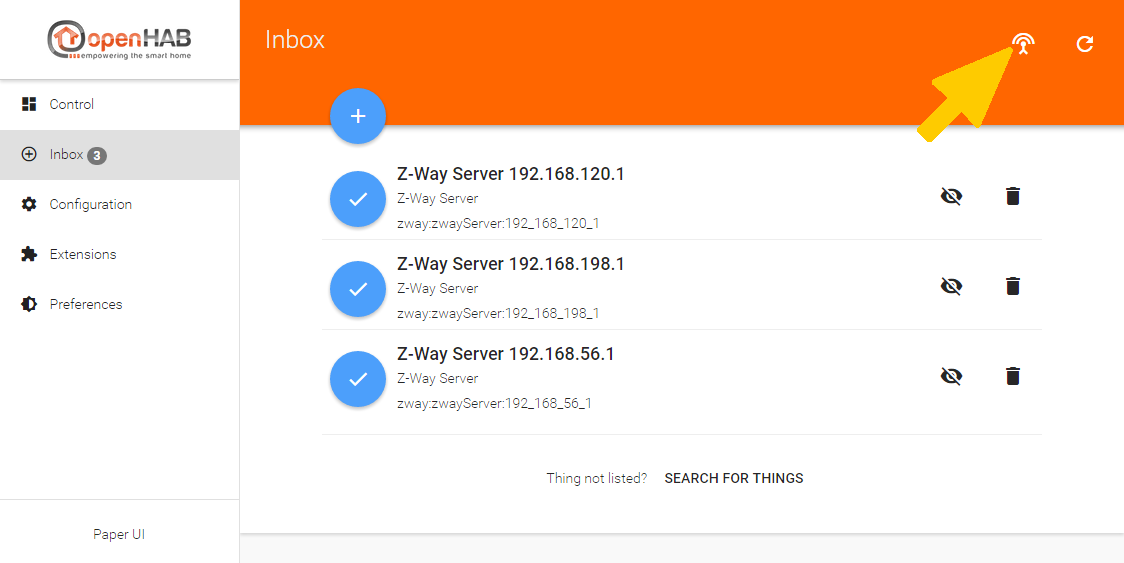 openHAB
empowering the smart home
Control
Inbox 3
Configuration
Extensions
Preferences
Paper UI
Inbox
Z-Way Server 192.168.120.1
Z-Way Server
zway:zwayServer:192_168_120_1
Z-Way Server 192.168.198.1
Z-Way Server
zway:zwayServer:192_168_198_1
Z-Way Server 192.168.56.1
Z-Way Server
zway:zwayServer:192_168_56_1
Thing not listed? SEARCH FOR THINGS